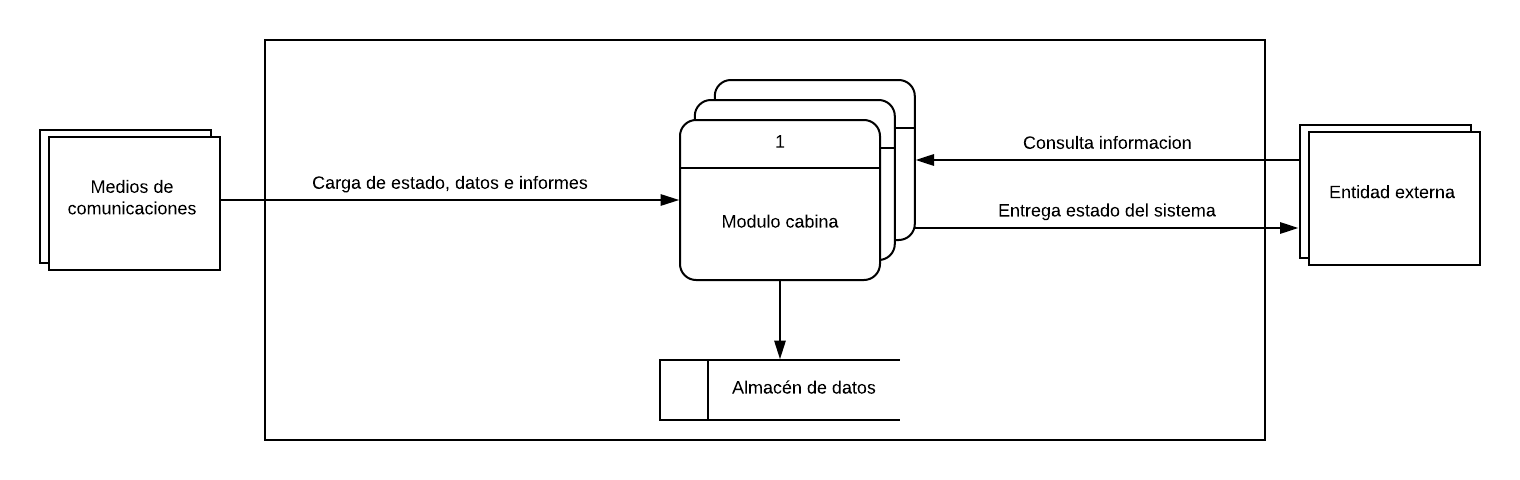 1
Consulta informacion
Carga de estado, datos e informes
Medios de
comunicaciones
Entidad externa
Modulo cabina
Entrega estado del sistema
Almacén de datos